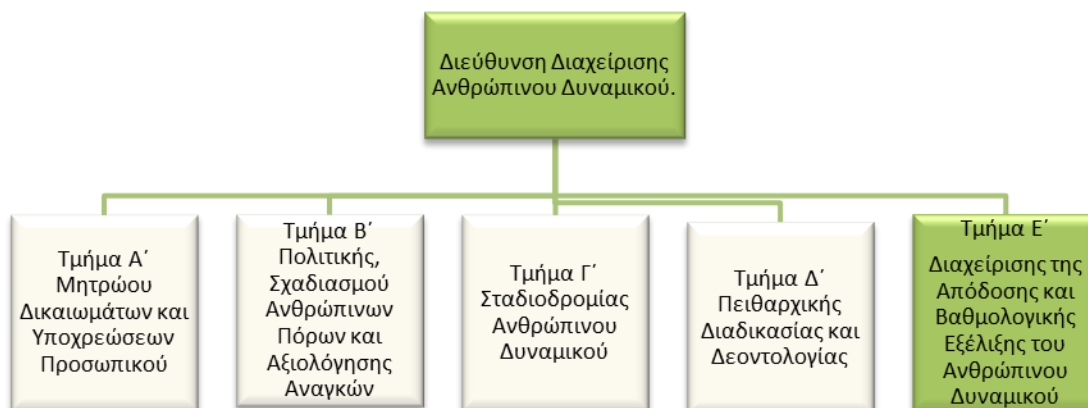 Διεύθυνση Διαχείρισης
Ανθρώπινου Δυναμικού.
Τμήμα Α΄
Μητρώου
Δικαιωμάτων και
Υποχρεώσεων
Προσωπικού
Τμήμα Β΄
Πολιτικής,
Σχαδιασμού
Ανθρώπινων
Πόρων και
Αξιολόγησης
Αναγκών
Τμήμα Γ΄
Σταδιοδρομίας
Ανθρώπινου
Δυναμικού
Τμήμα Δ΄
Πειθαρχικής
Διαδικασίας και
Δεοντολογίας
Τμήμα Ε΄
Διαχείρισης της
Απόδοσης και
Βαθμολογικής
Εξέλιξης του
Ανθρώπινου
Δυναμικού